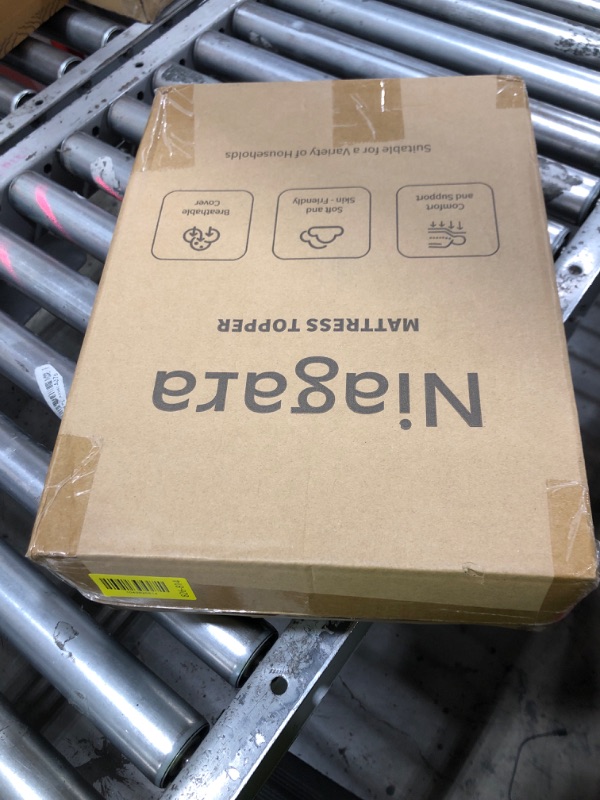 Niagara
MATTRESS TOPPER
Comfort
and Support
Soft and
Skin - Friendly
Breathable
Cover
Suitable for a Variety of Households